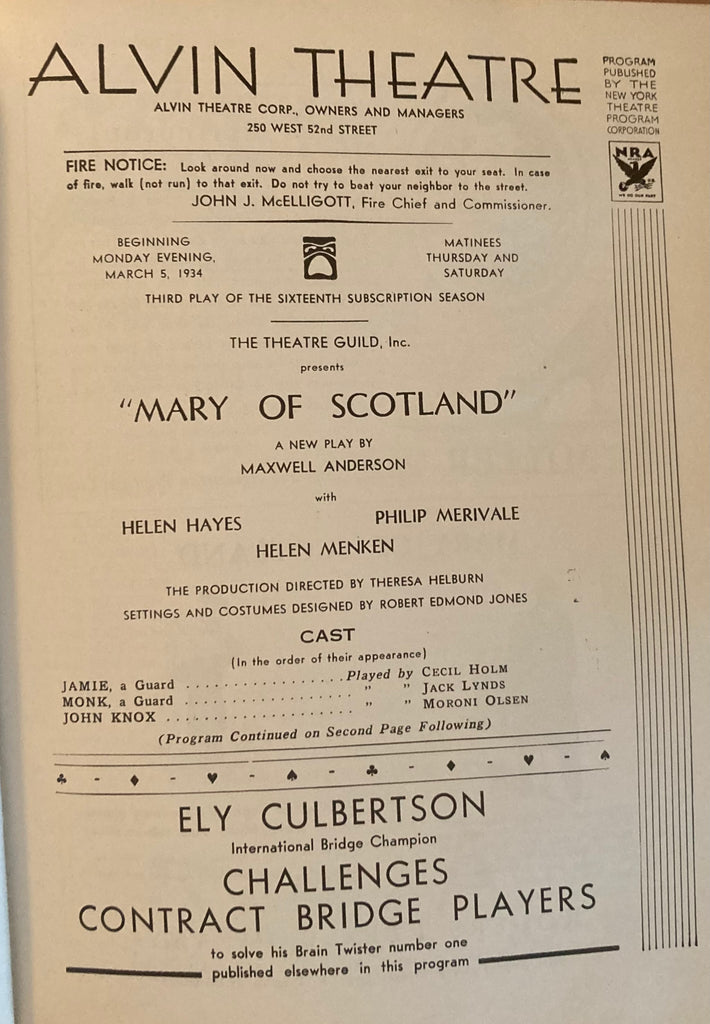 ALVIN THEATRE
ALVIN THEATRE CORP., OWNERS AND MANAGERS
250 WEST 52nd STREET
PROGRAM
PUBLISHED
BY THE
NEW YORK
THEATRE
PROGRAM
CORPORATION
NRA
WE DO OUR PART
FIRE NOTICE: Look around now and choose the nearest exit to your seat. In case
of fire, walk (not run) to that exit. Do not try to beat your neighbor to the street.
JOHN J. McELLIGOTT, Fire Chief and Commissioner.
BEGINNING
MONDAY EVENING,
MARCH 5, 1934
MATINEES
THURSDAY AND
SATURDAY
THIRD PLAY OF THE SIXTEENTH SUBSCRIPTION SEASON
THE THEATRE GUILD, Inc.
presents
"MARY OF SCOTLAND"
A NEW PLAY BY
MAXWELL ANDERSON
with
HELEN HAYES PHILIP MERIVALE
HELEN MENKEN
THE PRODUCTION DIRECTED BY THERESA HELBURN
SETTINGS AND COSTUMES DESIGNED BY ROBERT EDMOND JONES
CAST
(In the order of their appearance)
JAMIE, a Guard . . . . . . . . . . . . . . . . . Played by CECIL HOLM
MONK, a Guard . . . . . . . . . . . . . . . . . . „ „ JACK LYNDS
JOHN KNOX . . . . . . . . . . . . . . . . . . . . „ „ MORONI OLSEN
(Program Continued on Second Page Following)
♣ - ♦ - ♥ - ♠ - ♣ - ♦ - ♥ - ♠
ELY CULBERTSON
International Bridge Champion
CHALLENGES
CONTRACT BRIDGE PLAYERS
to solve his Brain Twister number one
published elsewhere in this program